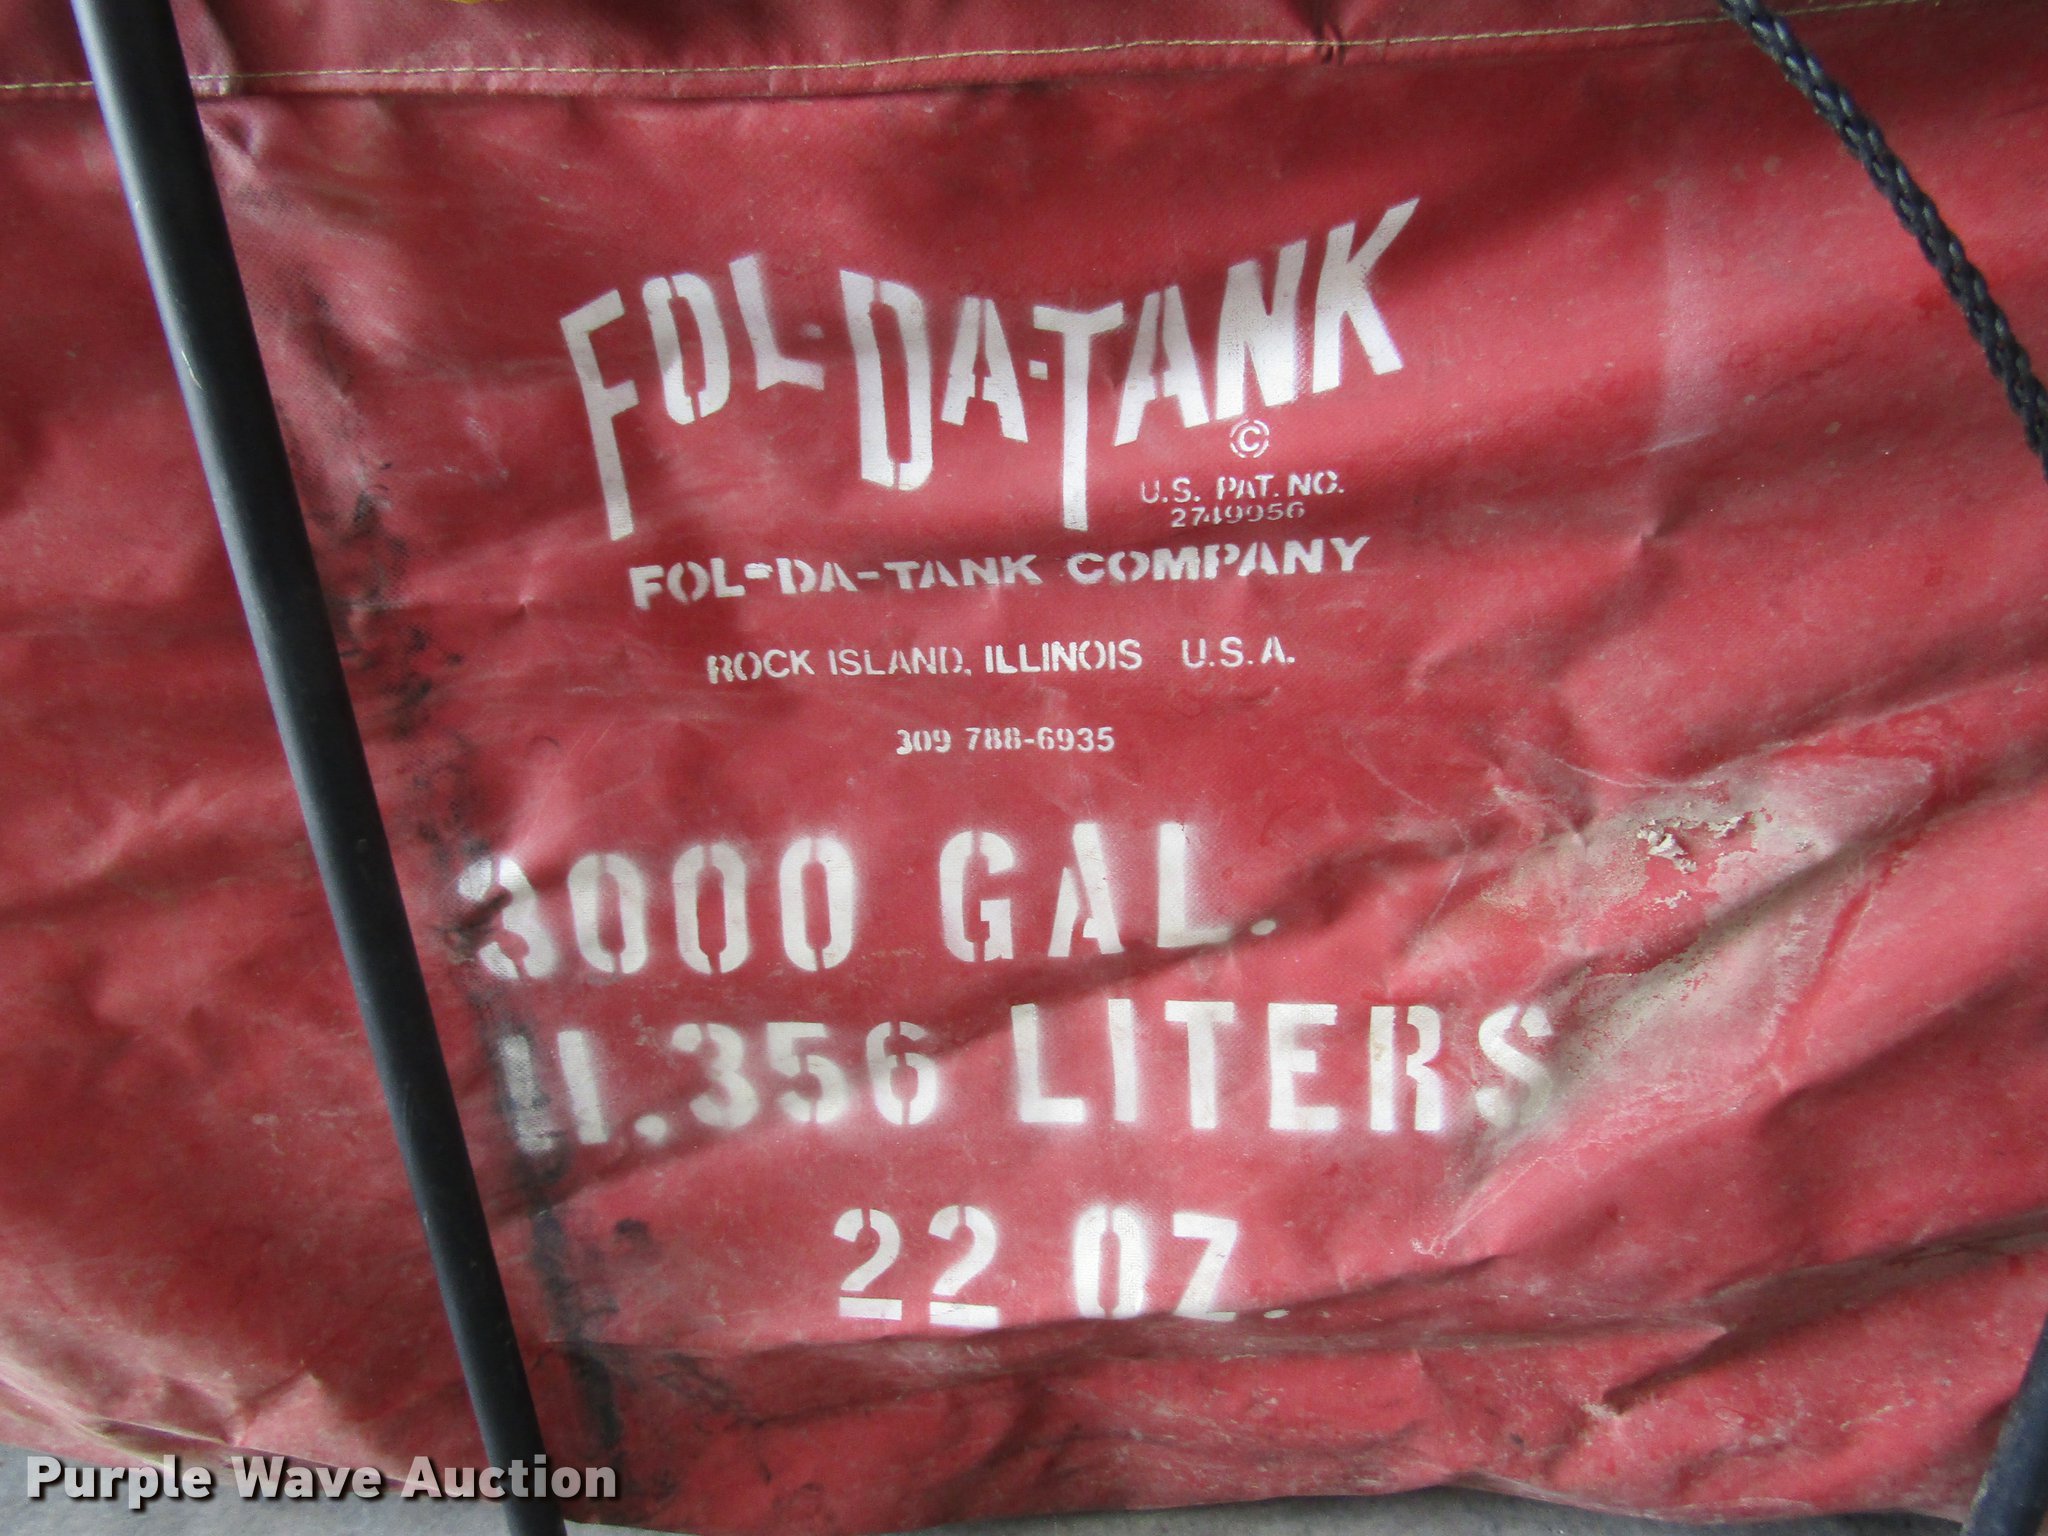 FOL-DA-TANK
©
U.S. PAT. NO.
2749956
FOL-DA-TANK COMPANY
ROCK ISLAND, ILLINOIS U.S.A.
309 788-6935
3000 GAL.
11.356 LITERS
22 OZ.
Purple Wave Auction